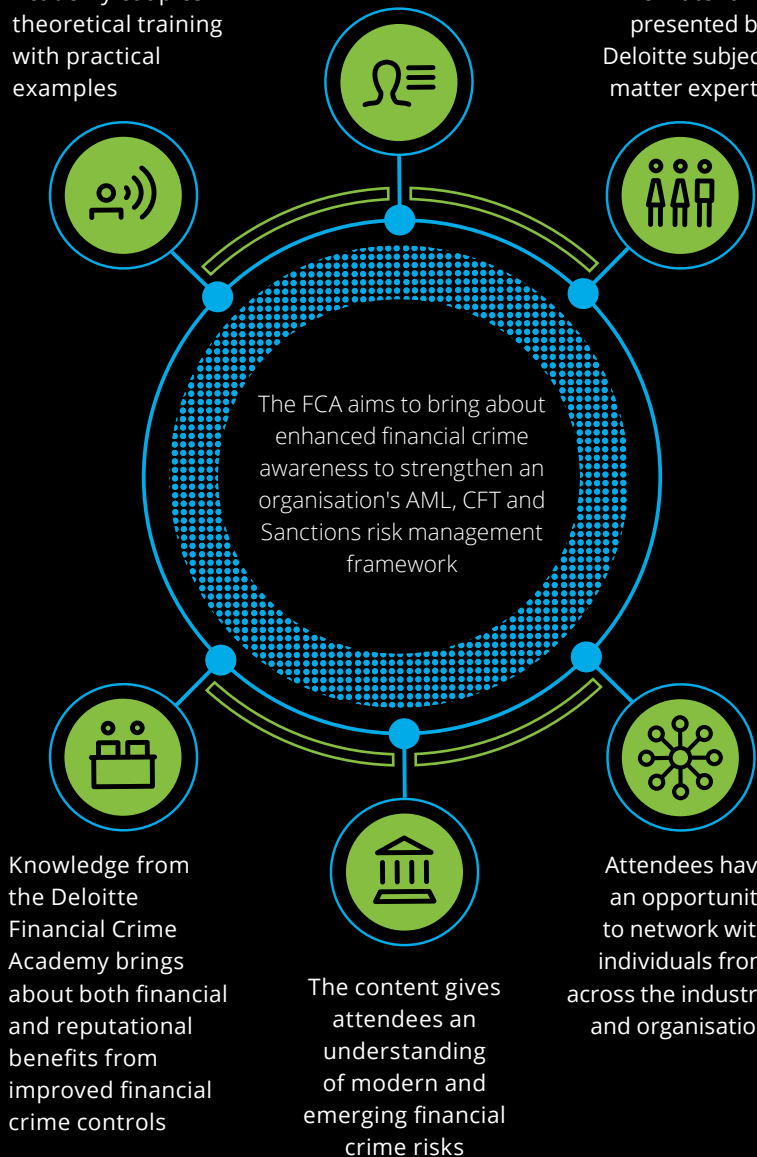 theoretical training
with practical
examples
presented b
Deloitte subjec
matter expert
The FCA aims to bring about
enhanced financial crime
awareness to strengthen an
organisation's AML, CFT and
Sanctions risk management
framework
Knowledge from
the Deloitte
Financial Crime
Academy brings
about both financial
and reputational
benefits from
improved financial
crime controls
The content gives
attendees an
understanding
of modern and
emerging financial
crime risks
Attendees hav
an opportunit
to network wit
individuals fro
across the industr
and organisatio